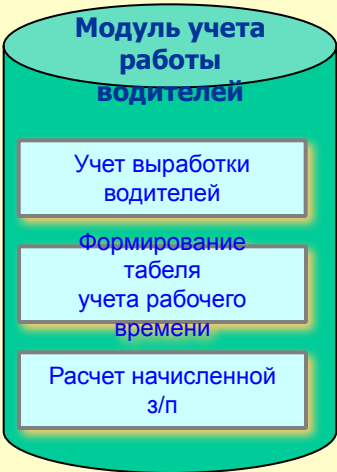 Модуль учета
работы
водителей
Учет выработки
водителей
Формирование
табеля
учета рабочего
времени
Расчет начисленной
з/п